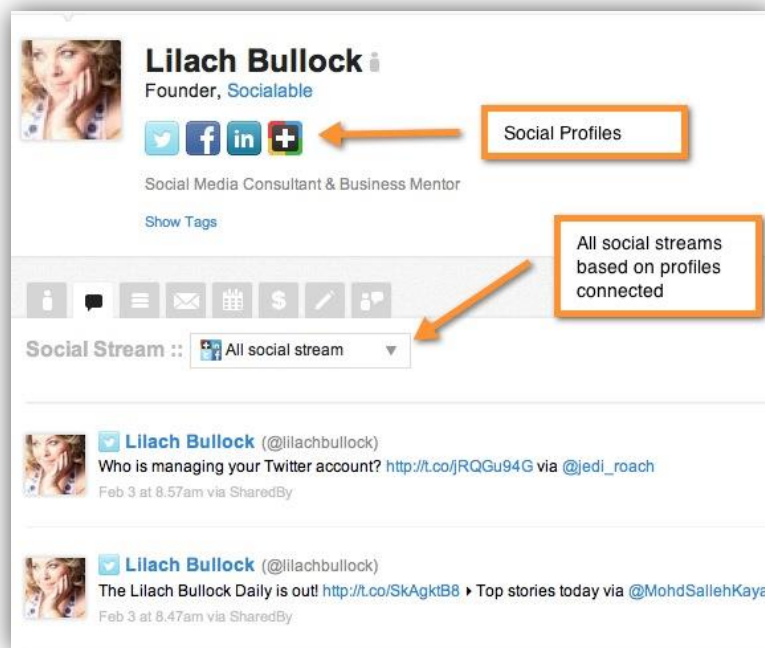 Lilach Bullock
Founder, Socialable
Social Profiles
Social Media Consultant & Business Mentor
Show Tags
All social streams
based on profiles
connected
Social Stream :: All social stream
Lilach Bullock (@lilachbullock)
Who is managing your Twitter account? http://t.co/jRQGu94G via @jedi_roach
Feb 3 at 8.57am via SharedBy
Lilach Bullock (@lilachbullock)
The Lilach Bullock Daily is out! http://t.co/SkAgktB8 ▸ Top stories today via @MohdSallehKaya
Feb 3 at 8.47am via SharedBy